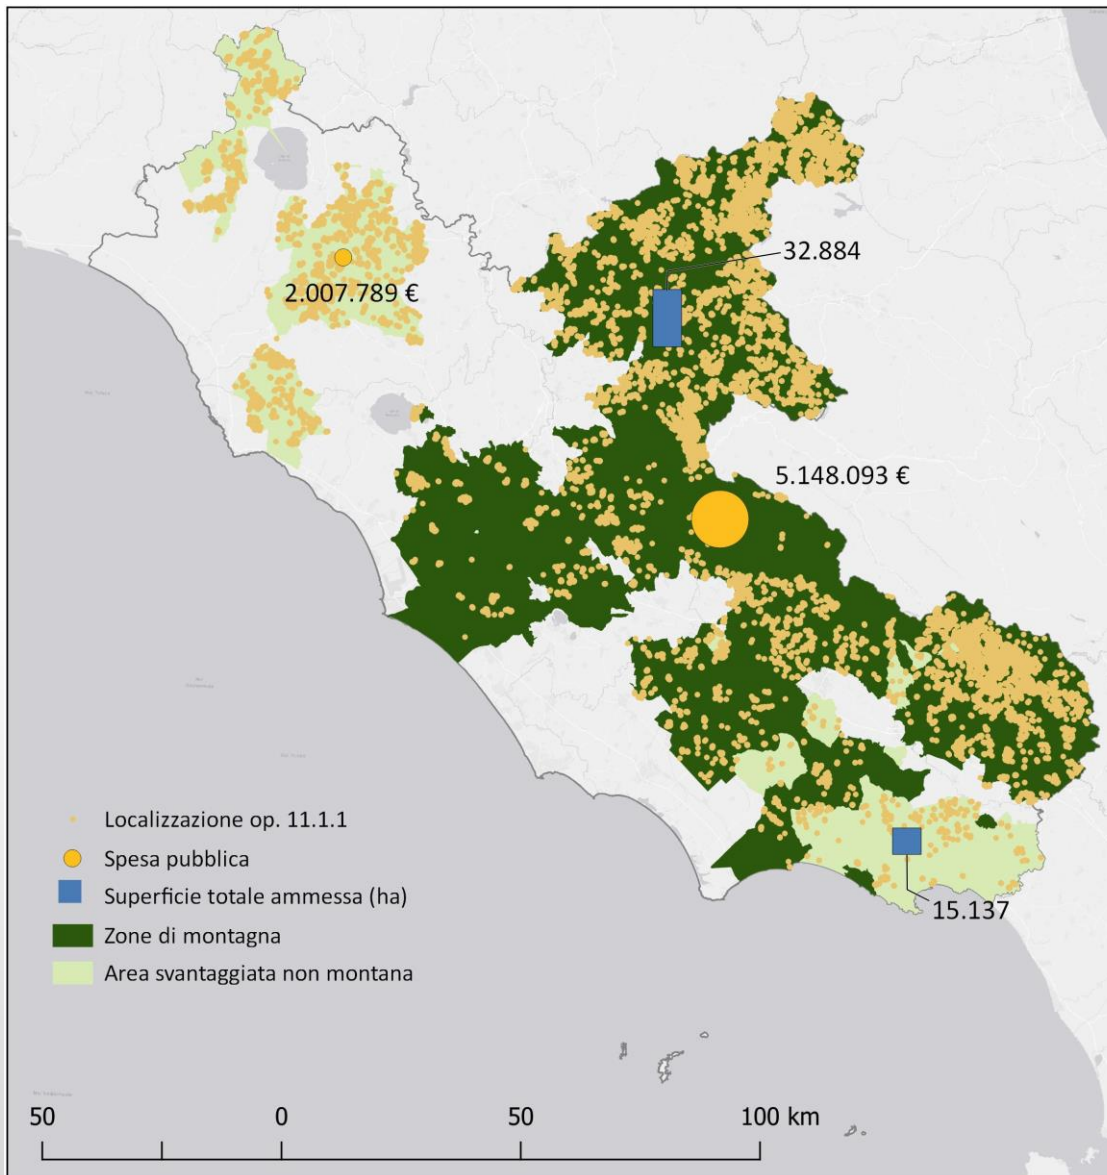 32.884
2.007.789 €
5.148.093 €
Localizzazione op. 11.1.1
Spesa pubblica
Superficie totale ammessa (ha)
15.137
Zone di montagna
Area svantaggiata non montana
50 0 50 100 km